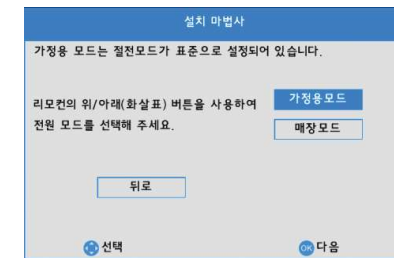 설치 마법사
가정용 모드는 절전모드가 표준으로 설정되어 있습니다.
리모컨의 위/아래(화살표) 버튼을 사용하여
전원 모드를 선택해 주세요.
가정용모드
매장모드
뒤로
선택
OK 다음